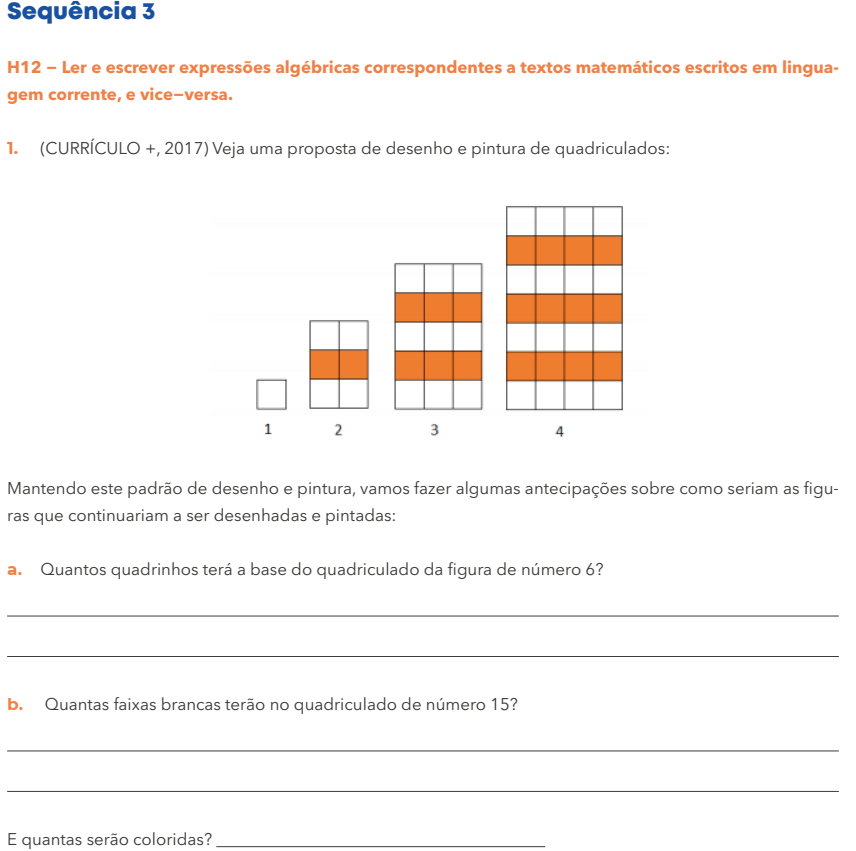 Sequência 3
H12 – Ler e escrever expressões algébricas correspondentes a textos matemáticos escritos em lingua-
gem corrente, e vice–versa.
1. (CURRÍCULO +, 2017) Veja uma proposta de desenho e pintura de quadriculados:
1 2 3 4
Mantendo este padrão de desenho e pintura, vamos fazer algumas antecipações sobre como seriam as figu-
ras que continuariam a ser desenhadas e pintadas:
a. Quantos quadrinhos terá a base do quadriculado da figura de número 6?
b. Quantas faixas brancas terão no quadriculado de número 15?
E quantas serão coloridas?